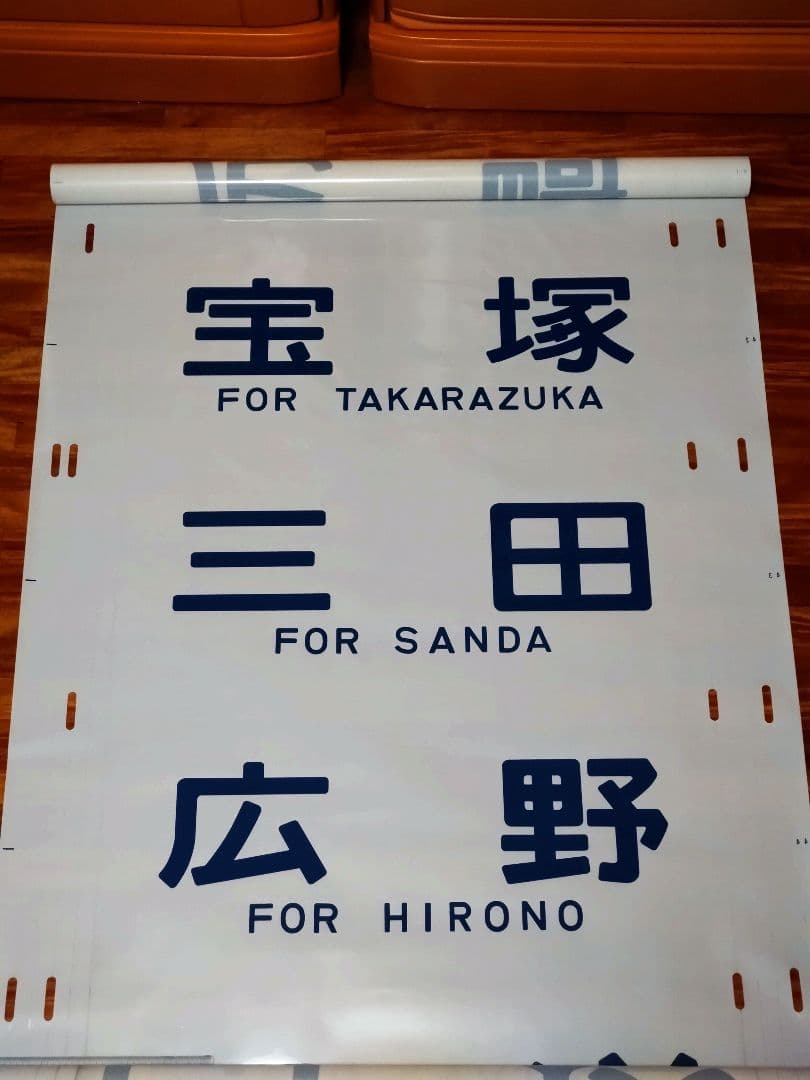 宝塚
FOR TAKARAZUKA
三田
FOR SANDA
広野
FOR HIRONO